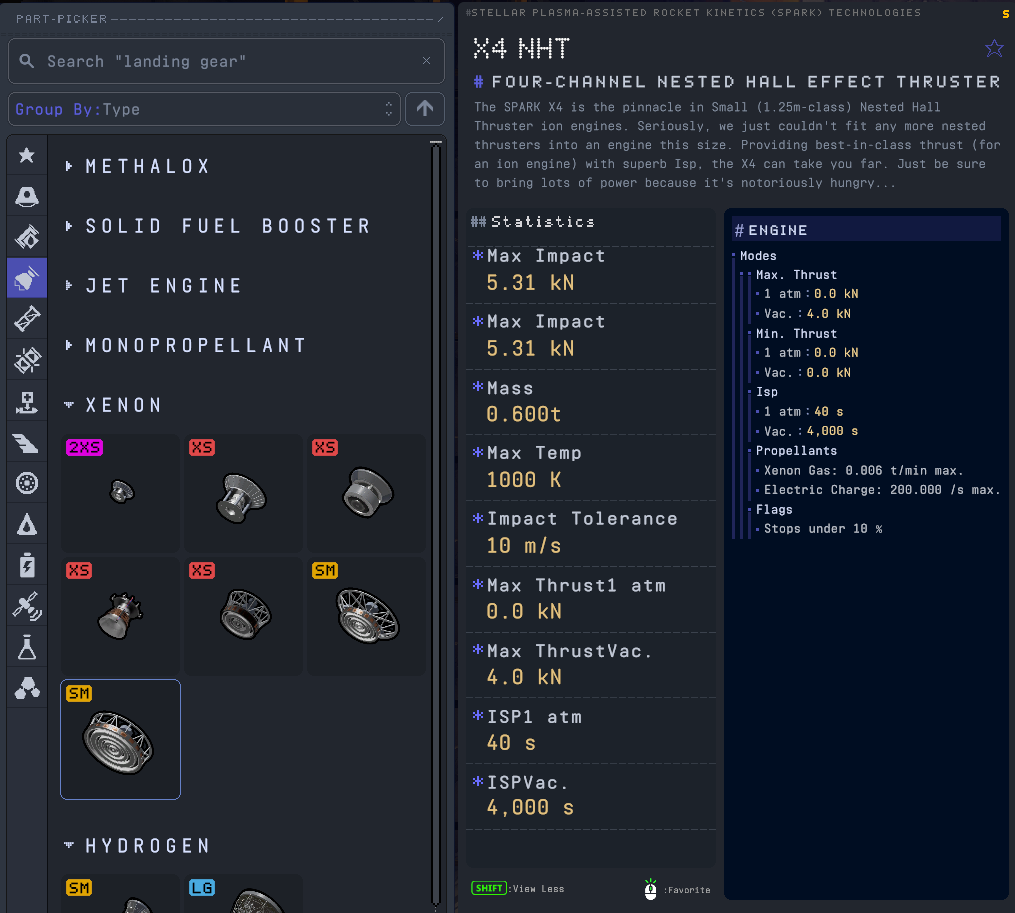 PART-PICKER
Search "landing gear"
Group By:Type
METHALOX
SOLID FUEL BOOSTER
JET ENGINE
MONOPROPELLANT
XENON
2XS
XS
XS
XS
XS
SM
SM
HYDROGEN
SM
LG
#STELLAR PLASMA-ASSISTED ROCKET KINETICS (SPARK) TECHNOLOGIES
S
X4 NHT
# FOUR-CHANNEL NESTED HALL EFFECT THRUSTER
The SPARK X4 is the pinnacle in Small (1.25m-class) Nested Hall
Thruster ion engines. Seriously, we just couldn't fit any more nested
thrusters into an engine this size. Providing best-in-class thrust (for
an ion engine) with superb Isp, the X4 can take you far. Just be sure
to bring lots of power because it's notoriously hungry...
## Statistics
*Max Impact
5.31 kN
*Max Impact
5.31 kN
*Mass
0.600t
*Max Temp
1000 K
*Impact Tolerance
10 m/s
*Max Thrust1 atm
0.0 kN
*Max ThrustVac.
4.0 kN
*ISP1 atm
40 s
*ISPVac.
4,000 s
SHIFT:View Less
:Favorite
# ENGINE
Modes
Max. Thrust
1 atm:0.0 kN
Vac.:4.0 kN
Min. Thrust
1 atm:0.0 kN
Vac.:0.0 kN
Isp
1 atm:40 s
Vac.:4,000 s
Propellants
Xenon Gas: 0.006 t/min max.
Electric Charge: 200.000 /s max.
Flags
Stops under 10 %